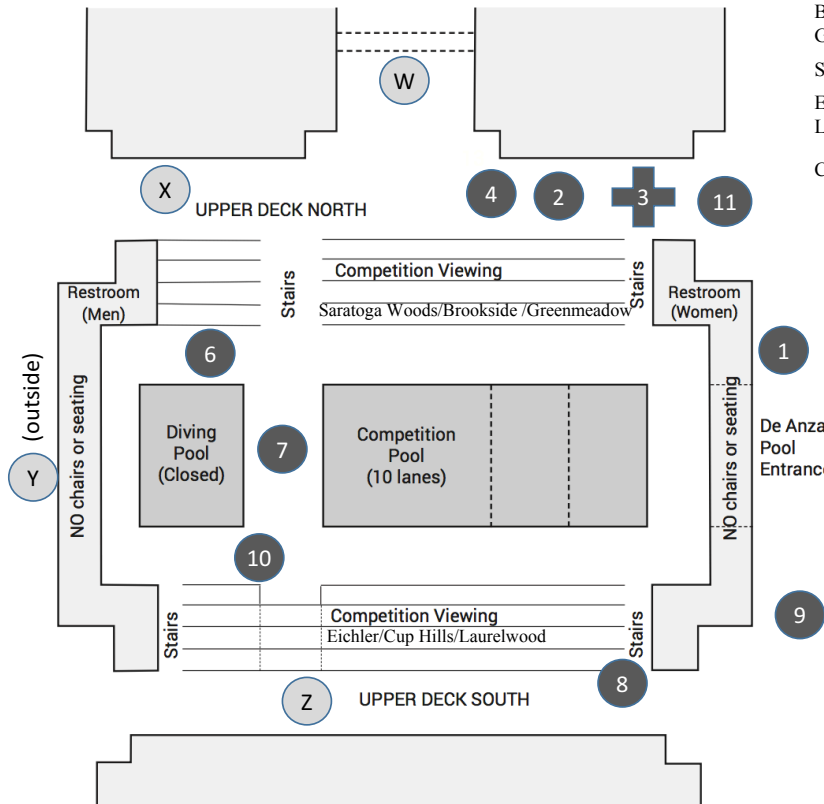 B
G
S
E
L
C
W
X
4
2
3
11
UPPER DECK NORTH
Stairs
Competition Viewing
Stairs
Restroom
(Men)
Saratoga Woods/Brookside /Greenmeadow
Restroom
(Women)
6
1
(outside)
NO chairs or seating
Diving
Pool
(Closed)
7
Competition
Pool
(10 lanes)
NO chairs or seating
De Anza
Pool
Entranc
Y
10
Stairs
Competition Viewing
Eichler/Cup Hills/Laurelwood
Stairs
9
8
Z
UPPER DECK SOUTH